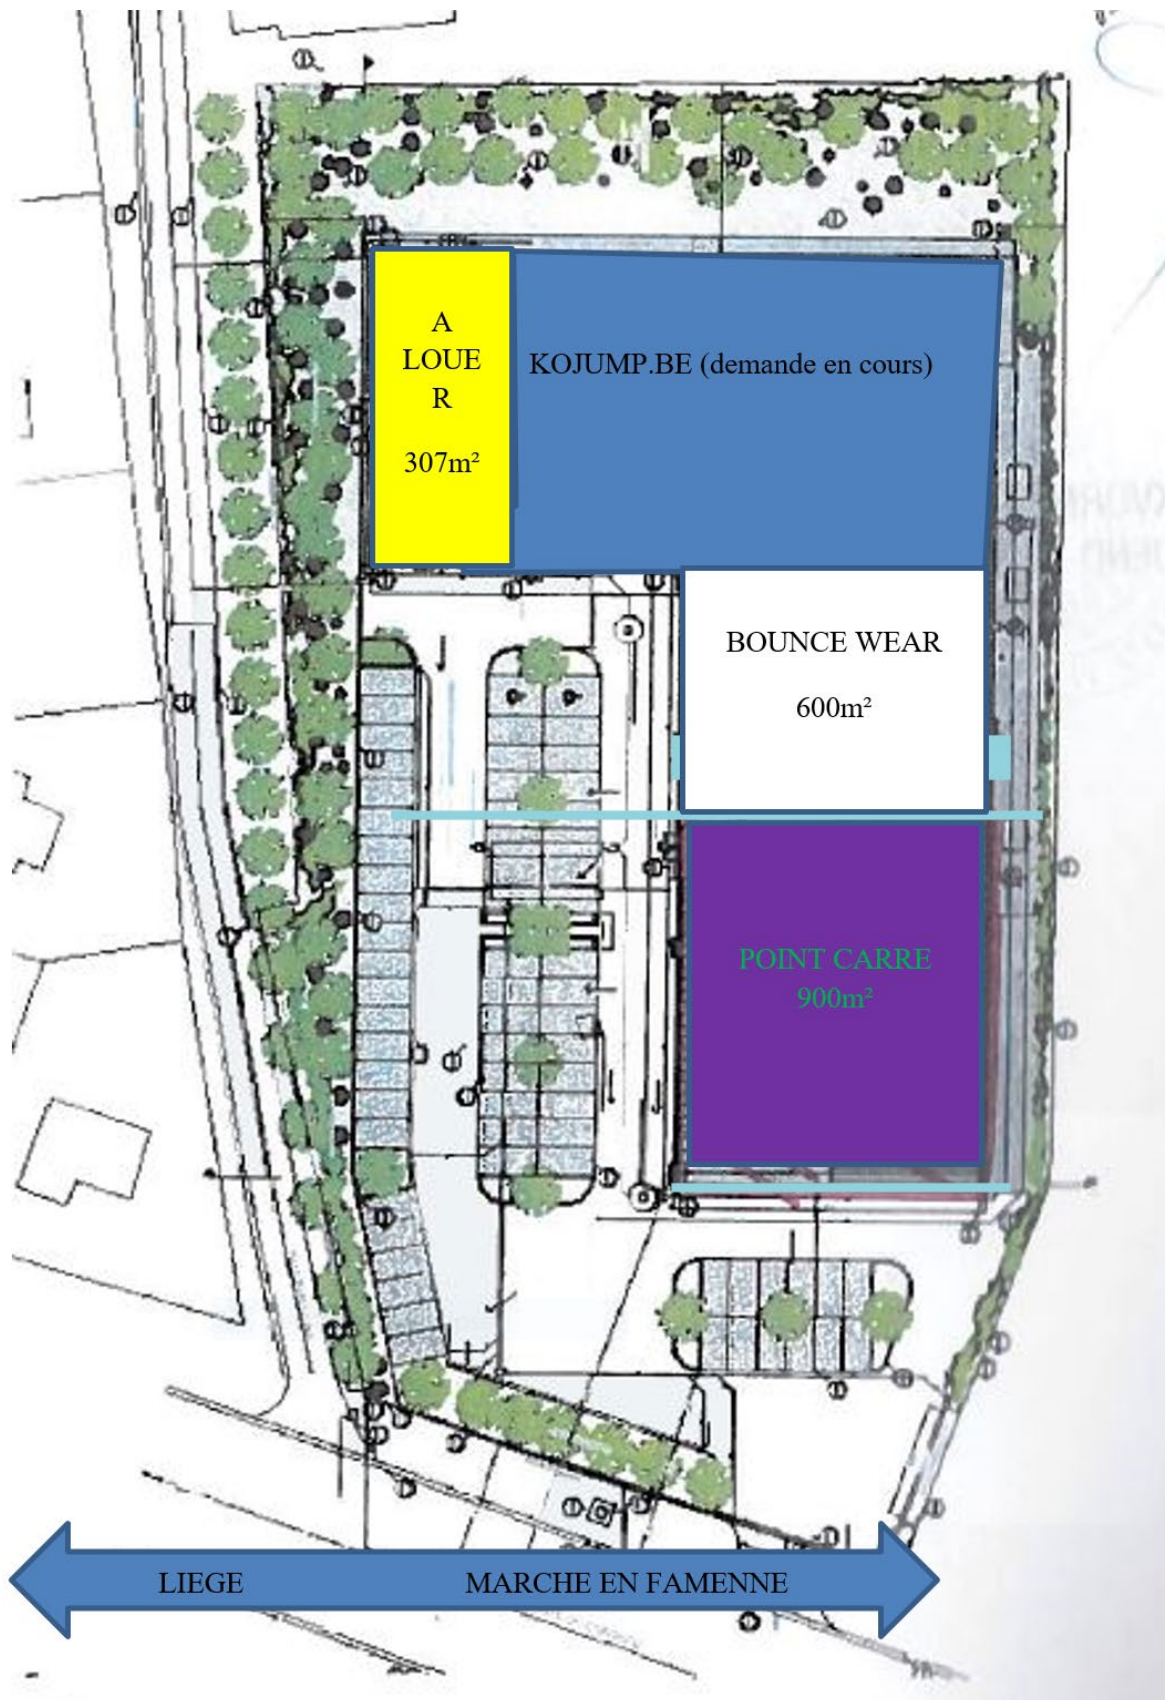 A
LOUE
R
307m²
KOJUMP.BE (demande en cours)
BOUNCE WEAR
600m²
POINT CARRE
900m²
LIEGE
MARCHE EN FAMENNE